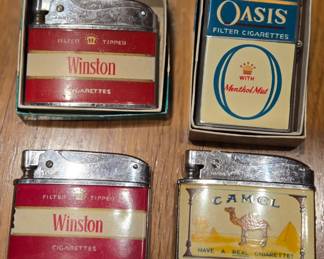 FILTER TIPPED
Winston
CIGARETTES
OASIS
FILTER CIGARETTES
WITH
Menthol Mist
FILTER TIPPED
Winston
CIGARETTES
CAMEL
HAVE A REAL CIGARETTE